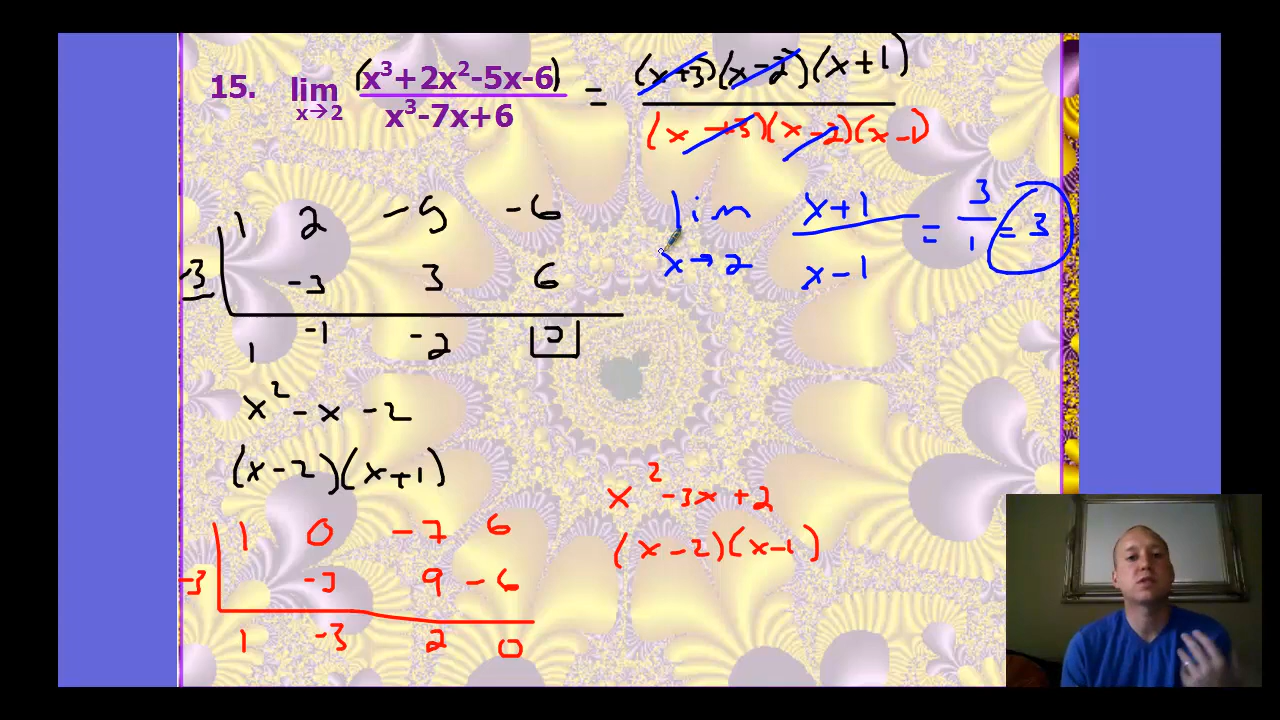 15. lim x→2 (x³+2x²-5x-6) / x³-7x+6 = (x+3)(x-2)(x+1) / (x+3)(x-2)(x-1)
lim x→2 x+1 / x-1 = 3/1 = 3
1 2 -5 -6
-3 -3 3 6
1 -1 -2 0
x² - x - 2
(x-2)(x+1)
1 0 -7 6
-3 -3 9 -6
1 -3 2 0
x² -3x +2
(x-2)(x-1)